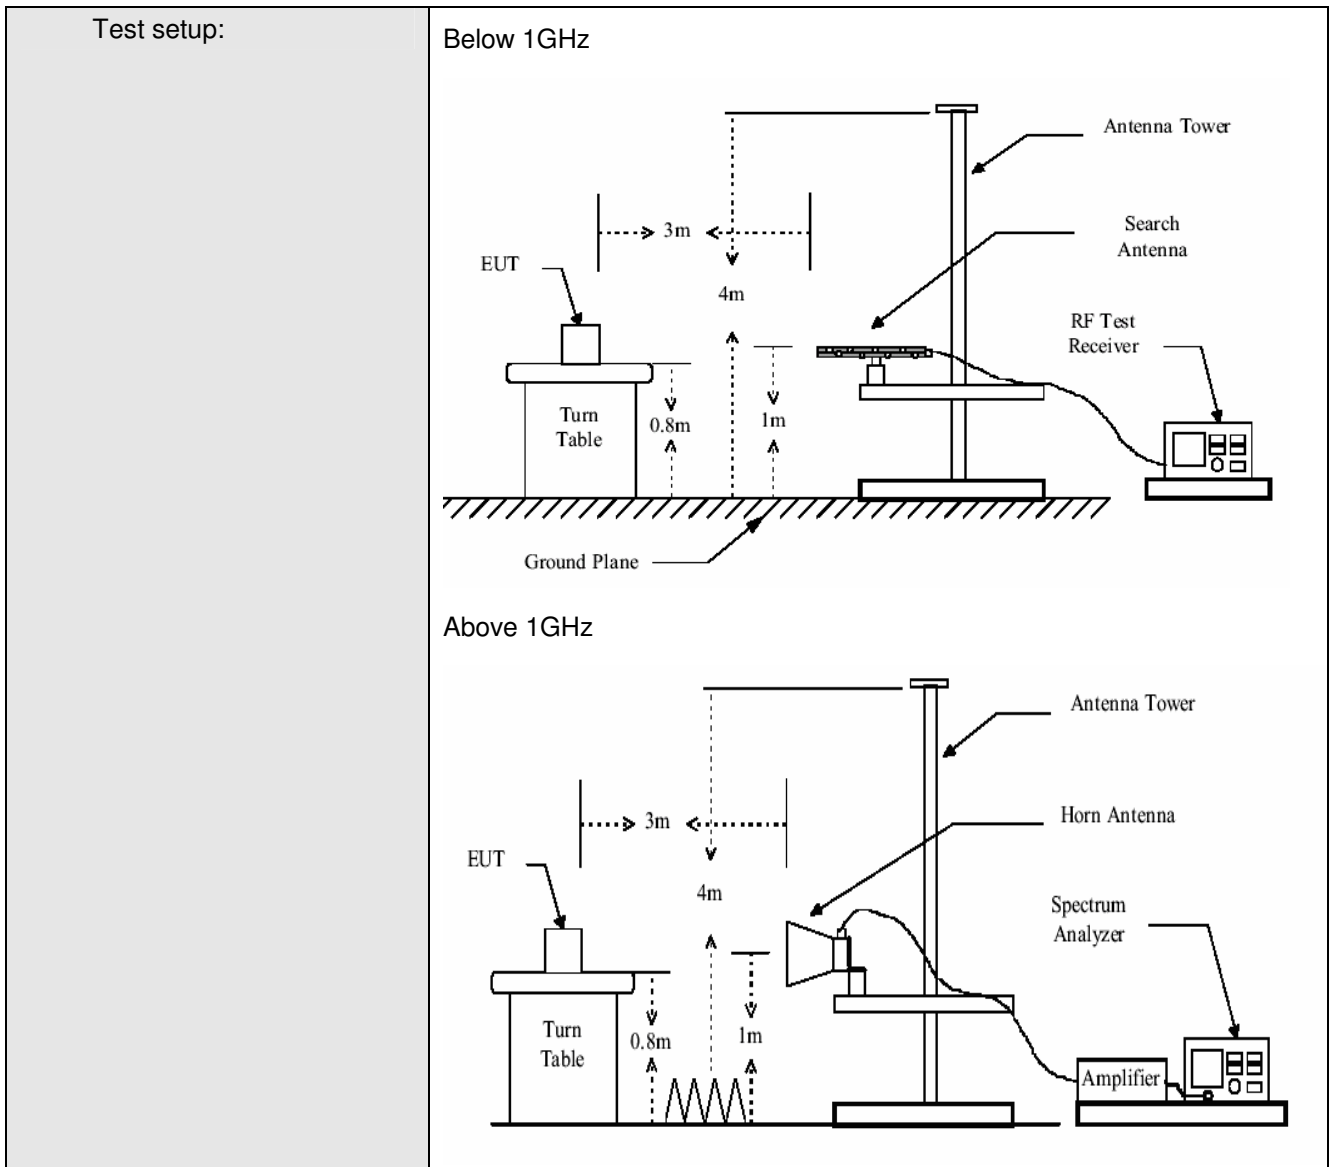 Test setup:
Below 1GHz
Antenna Tower
Search
Antenna
3m
EUT
4m
RF Test
Receiver
Turn
Table
0.8m
1m
Ground Plane
Above 1GHz
Antenna Tower
Horn Antenna
3m
EUT
4m
Spectrum
Analyzer
Turn
Table
0.8m
1m
Amplifier